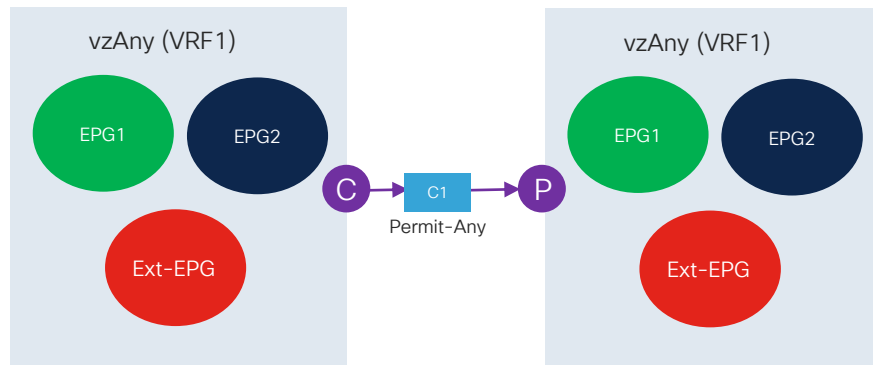 vzAny (VRF1)
EPG1
EPG2
Ext-EPG
C
C1
Permit-Any
P
vzAny (VRF1)
EPG1
EPG2
Ext-EPG